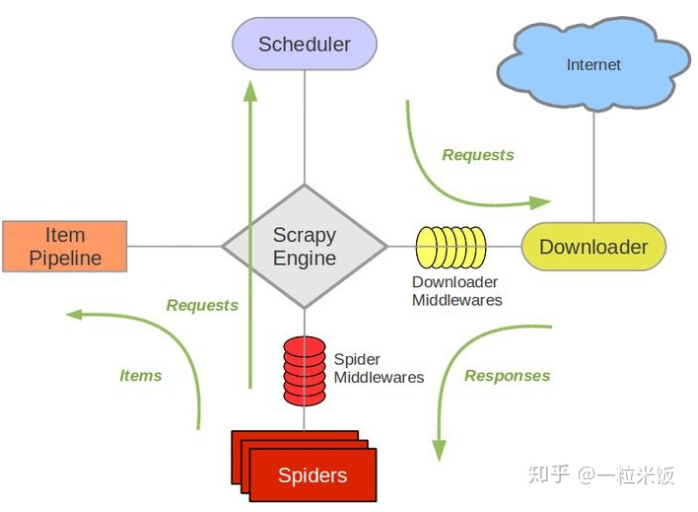 Scheduler
Internet
Requests
Item
Pipeline
Scrapy
Engine
Downloader
Downloader
Middlewares
Requests
Spider
Middlewares
Items
Responses
Spiders
知乎 @一粒米饭